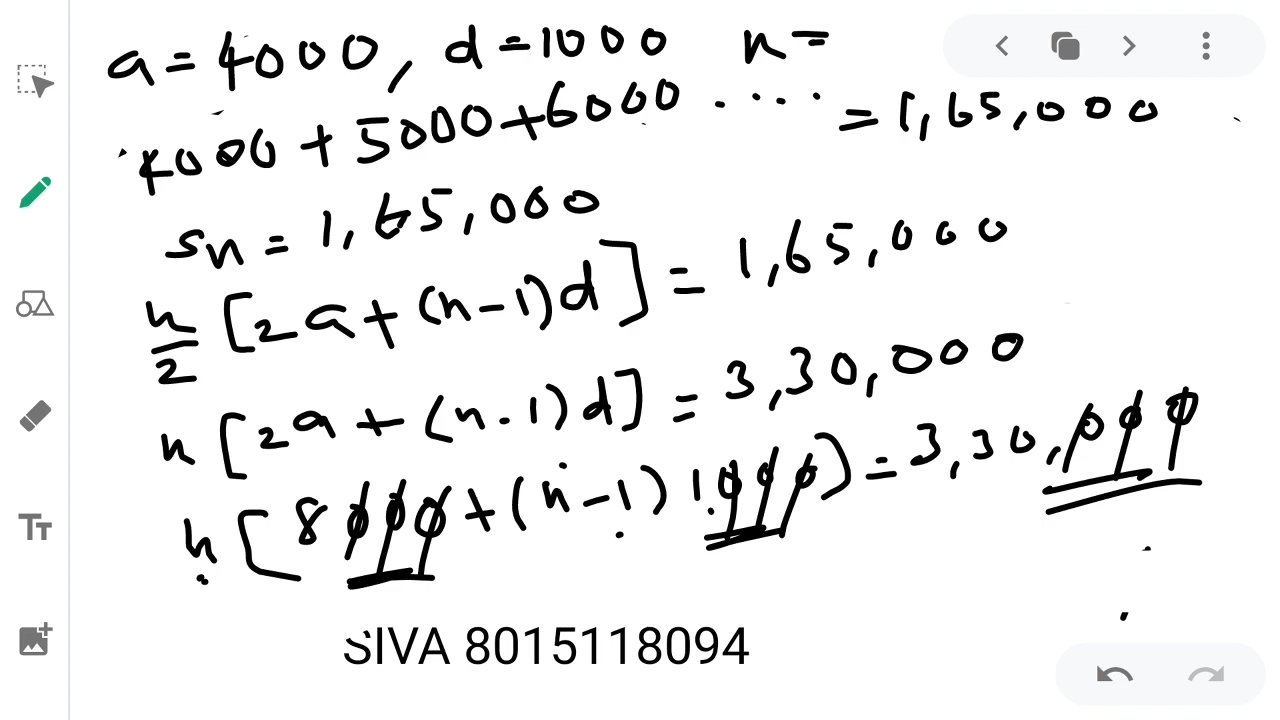 a = 4000, d = 1000 n =
4000 + 5000 + 6000 ..... = 1,65,000
Sn = 1,65,000
n/2 [2a + (n-1)d] = 1,65,000
n [2a + (n-1)d] = 3,30,000
n [8000 + (n-1) 1000] = 3,30,000
SIVA 8015118094